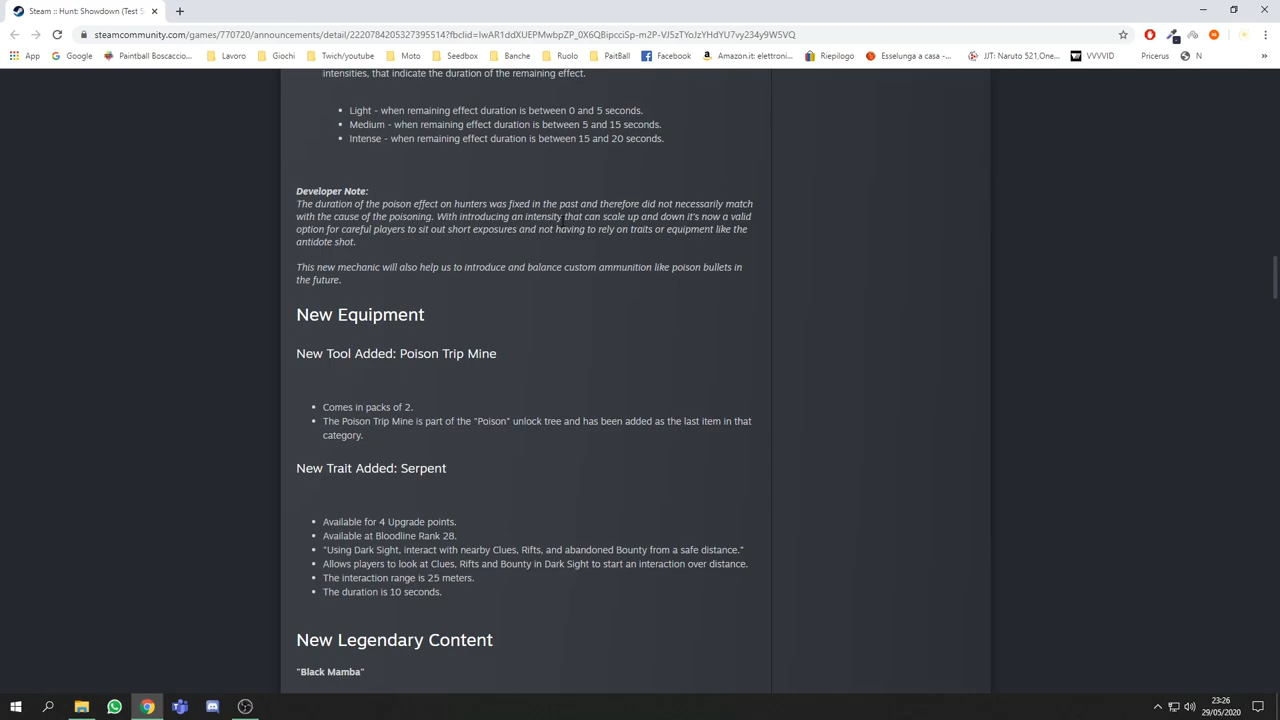 Steam :: Hunt: Showdown (Test S
steamcommunity.com/games/770720/announcements/detail/2220784205327395514?fbclid=IwAR1ddXUEPMwbpZP_0X6QBipcciSp-m2P-VJ5zTYoJzYHdYU7vy234y9W5VQ
App Google Paintball Boscaccio... Lavoro Giochi Twich/youtube Moto Seedbox Banche Ruolo PaitBall Facebook Amazon.it: elettroni... Riepilogo Esselunga a casa -... JJT: Naruto 521,One... VVVVID Pricerus N »
intensities, that indicate the duration of the remaining effect.
• Light - when remaining effect duration is between 0 and 5 seconds.
• Medium - when remaining effect duration is between 5 and 15 seconds.
• Intense - when remaining effect duration is between 15 and 20 seconds.
Developer Note:
The duration of the poison effect on hunters was fixed in the past and therefore did not necessarily match
with the cause of the poisoning. With introducing an intensity that can scale up and down it's now a valid
option for careful players to sit out short exposures and not having to rely on traits or equipment like the
antidote shot.
This new mechanic will also help us to introduce and balance custom ammunition like poison bullets in
the future.
New Equipment
New Tool Added: Poison Trip Mine
• Comes in packs of 2.
• The Poison Trip Mine is part of the "Poison" unlock tree and has been added as the last item in that
category.
New Trait Added: Serpent
• Available for 4 Upgrade points.
• Available at Bloodline Rank 28.
• "Using Dark Sight, interact with nearby Clues, Rifts, and abandoned Bounty from a safe distance."
• Allows players to look at Clues, Rifts and Bounty in Dark Sight to start an interaction over distance.
• The interaction range is 25 meters.
• The duration is 10 seconds.
New Legendary Content
"Black Mamba"
23:26
29/05/2020